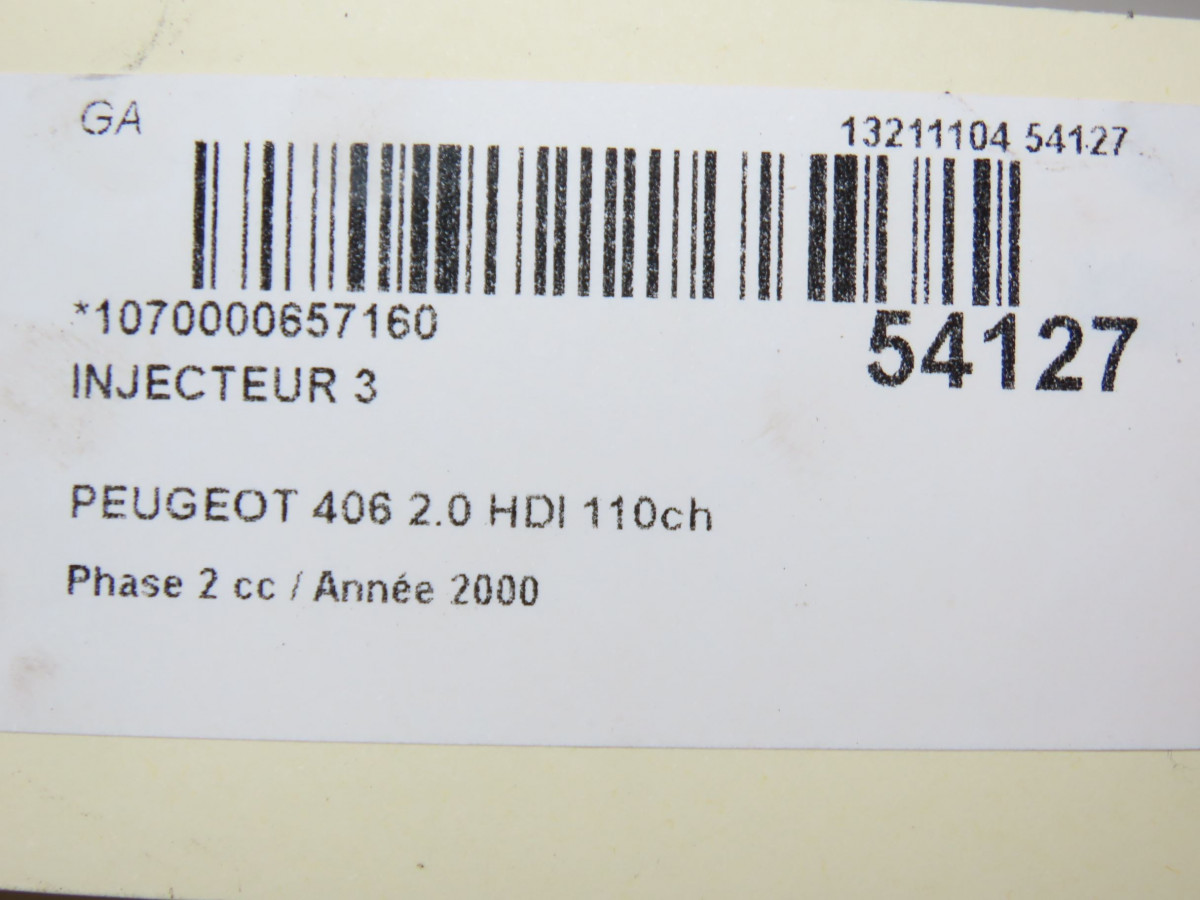 GA
13211104 54127
*1070000657160
54127
INJECTEUR 3
PEUGEOT 406 2.0 HDI 110ch
Phase 2 cc / Année 2000